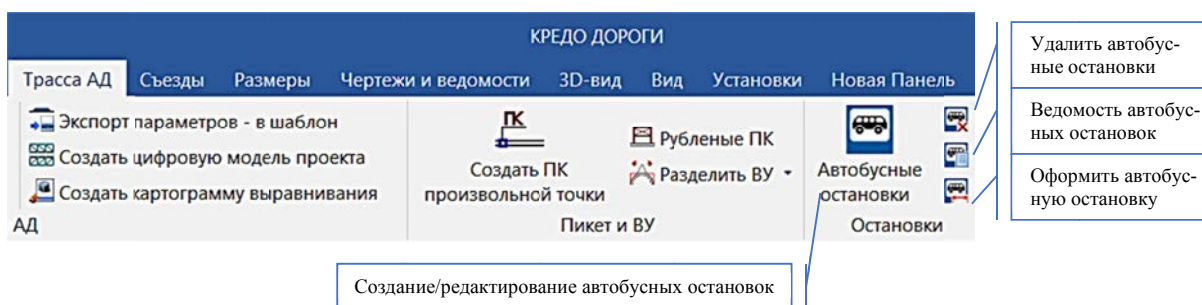 КРЕДО ДОРОГИ
Трасса АД Съезды Размеры Чертежи и ведомости 3D-вид Вид Установки Новая Панель
Экспорт параметров - в шаблон
Создать цифровую модель проекта
Создать картограмму выравнивания
АД
ПК
Создать ПК
произвольной точки
Рубленые ПК
Разделить ВУ
Пикет и ВУ
Автобусные
остановки
Остановки
Удалить автобус-
ные остановки
Ведомость автобус-
ных остановок
Оформить автобус-
ную остановку
Создание/редактирование автобусных остановок